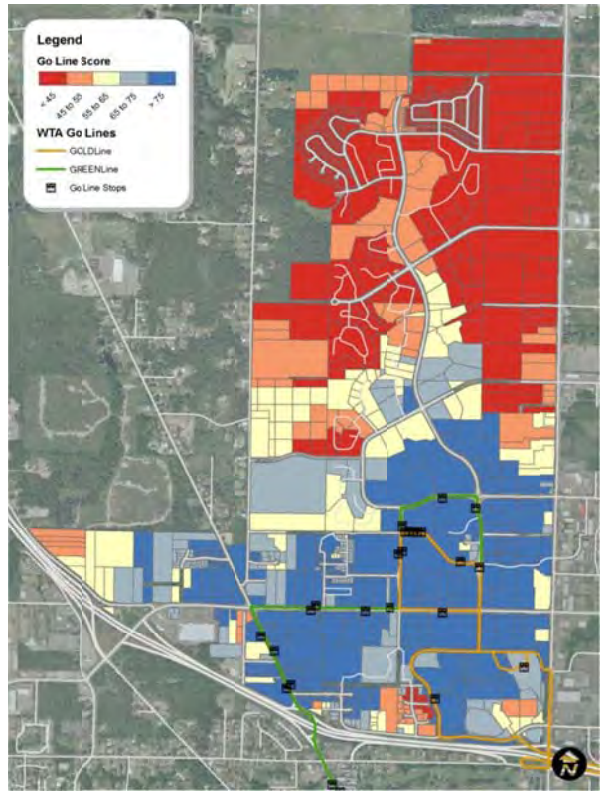 Legend
Go Line Score
< 45
45 to 55
55 to 65
65 to 75
> 75
WTA Go Lines
GOLDLine
GREENLine
GoLine Stops
N